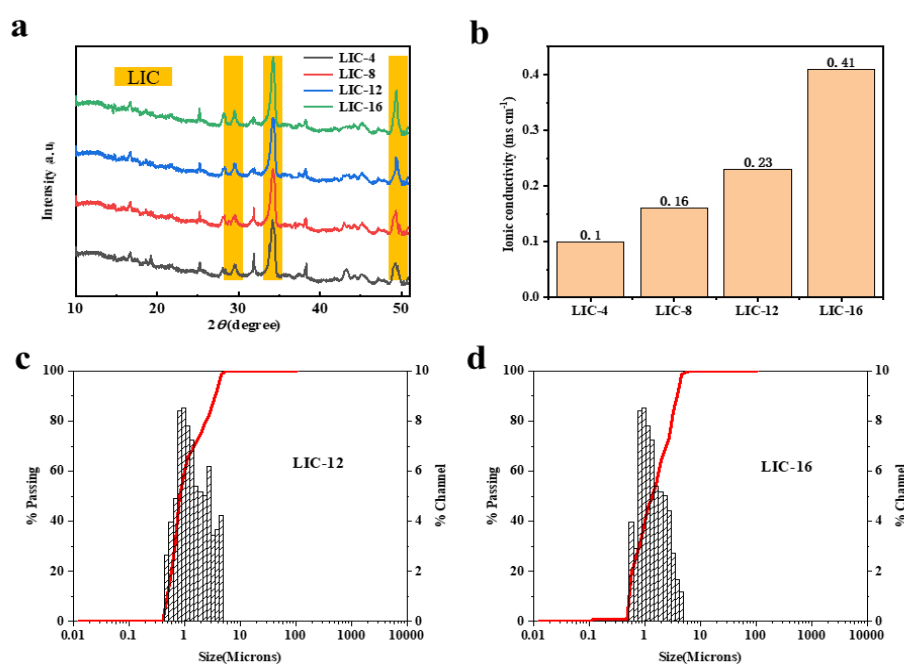 a
Intensity a.u.
LIC
LIC-4
LIC-8
LIC-12
LIC-16
10 20 30 40 50
2θ(degree)
b
Ionic conductivity (ms cm⁻¹)
0.4
0.3
0.2
0.1
0.0
0. 1
0. 16
0. 23
0. 41
LIC-4 LIC-8 LIC-12 LIC-16
c
% Passing
100
80
60
40
20
0
LIC-12
10
8
6
4
2
0
% Channel
0.01 0.1 1 10 100 1000 10000
Size(Microns)
d
% Passing
100
80
60
40
20
0
LIC-16
10
8
6
4
2
0
% Channel
0.01 0.1 1 10 100 1000 10000
Size(Microns)